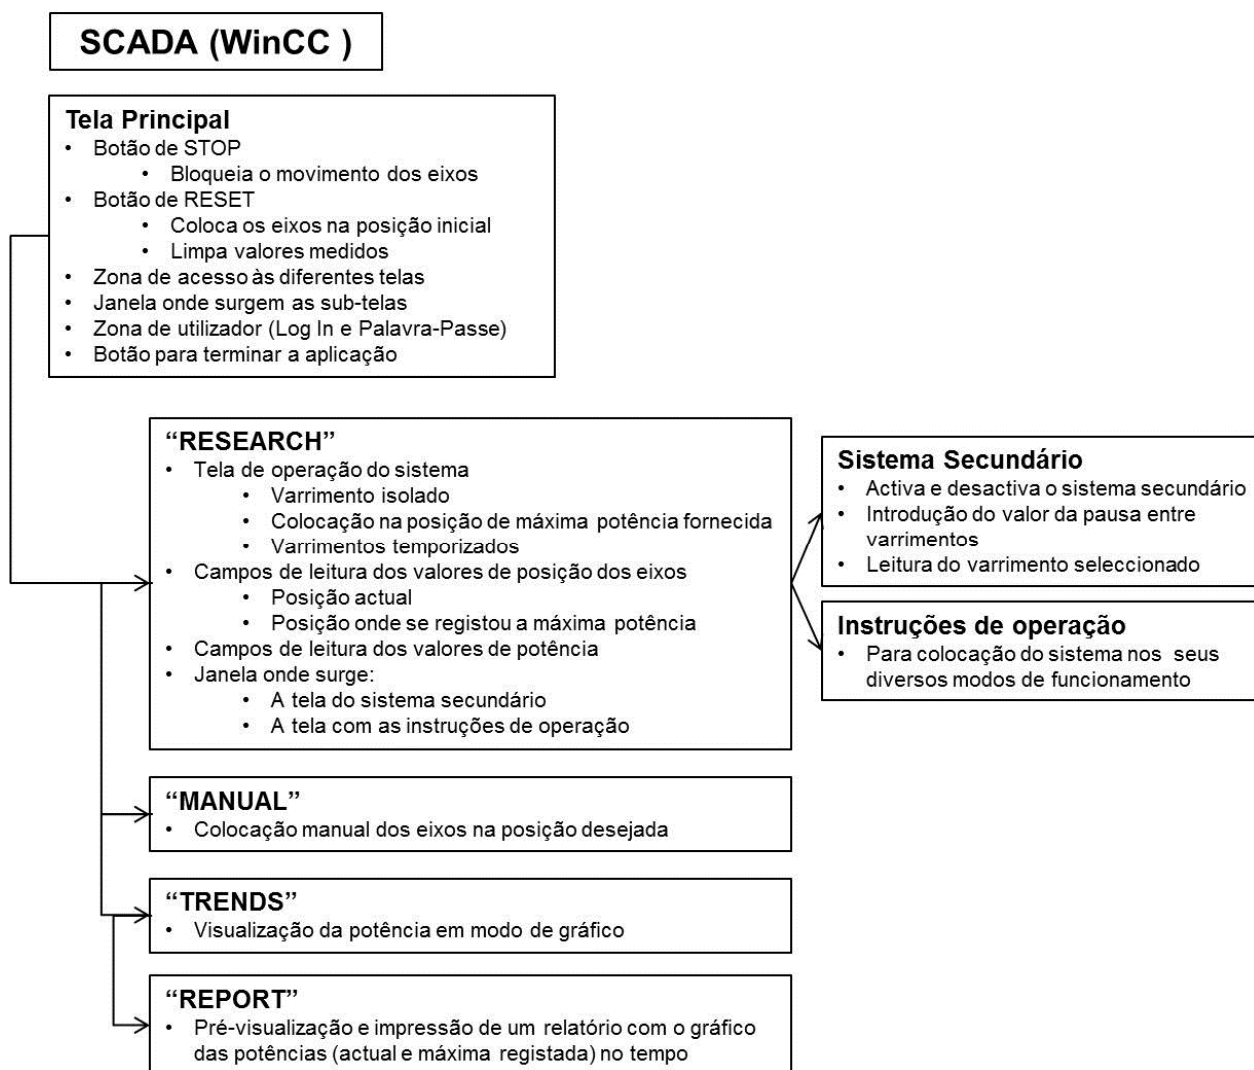 SCADA (WinCC )
Tela Principal
• Botão de STOP
• Bloqueia o movimento dos eixos
• Botão de RESET
• Coloca os eixos na posição inicial
• Limpa valores medidos
• Zona de acesso às diferentes telas
• Janela onde surgem as sub-telas
• Zona de utilizador (Log In e Palavra-Passe)
• Botão para terminar a aplicação
“RESEARCH”
• Tela de operação do sistema
• Varrimento isolado
• Colocação na posição de máxima potência fornecida
• Varrimentos temporizados
• Campos de leitura dos valores de posição dos eixos
• Posição actual
• Posição onde se registou a máxima potência
• Campos de leitura dos valores de potência
• Janela onde surge:
• A tela do sistema secundário
• A tela com as instruções de operação
Sistema Secundário
• Activa e desactiva o sistema secundário
• Introdução do valor da pausa entre
varrimentos
• Leitura do varrimento seleccionado
Instruções de operação
• Para colocação do sistema nos seus
diversos modos de funcionamento
“MANUAL”
• Colocação manual dos eixos na posição desejada
“TRENDS”
• Visualização da potência em modo de gráfico
“REPORT”
• Pré-visualização e impressão de um relatório com o gráfico
das potências (actual e máxima registada) no tempo